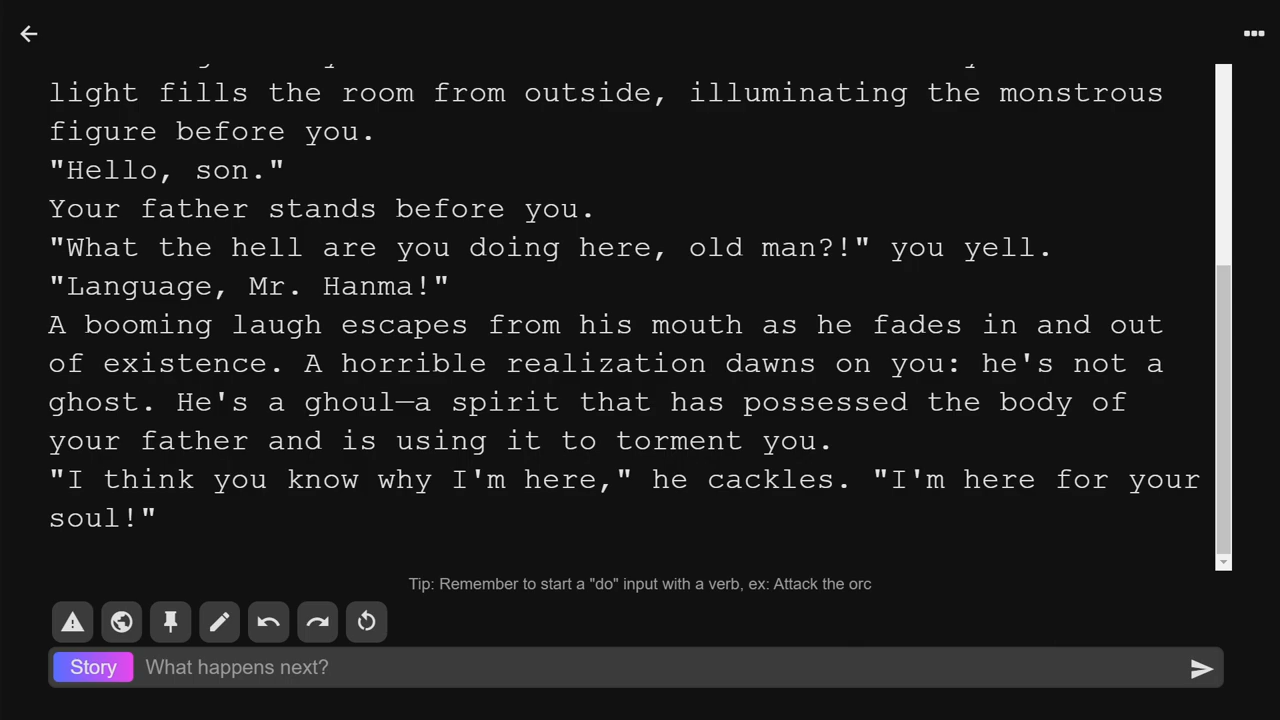 light fills the room from outside, illuminating the monstrous
figure before you.
"Hello, son."
Your father stands before you.
"What the hell are you doing here, old man?!" you yell.
"Language, Mr. Hanma!"
A booming laugh escapes from his mouth as he fades in and out
of existence. A horrible realization dawns on you: he's not a
ghost. He's a ghoul—a spirit that has possessed the body of
your father and is using it to torment you.
"I think you know why I'm here," he cackles. "I'm here for your
soul!"
Tip: Remember to start a "do" input with a verb, ex: Attack the orc
Story What happens next?